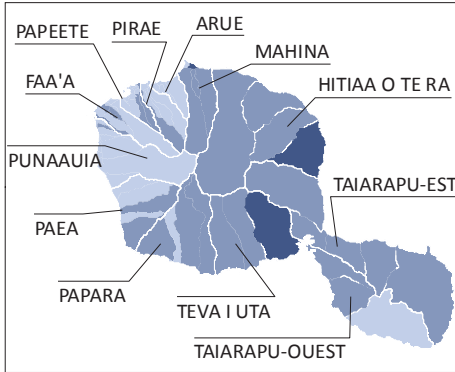 PAPEETE
PIRAE
ARUE
MAHINA
FAA'A
HITIAA O TE RA
PUNAAUIA
TAIARAPU-EST
PAEA
PAPARA
TEVA I UTA
TAIARAPU-OUEST